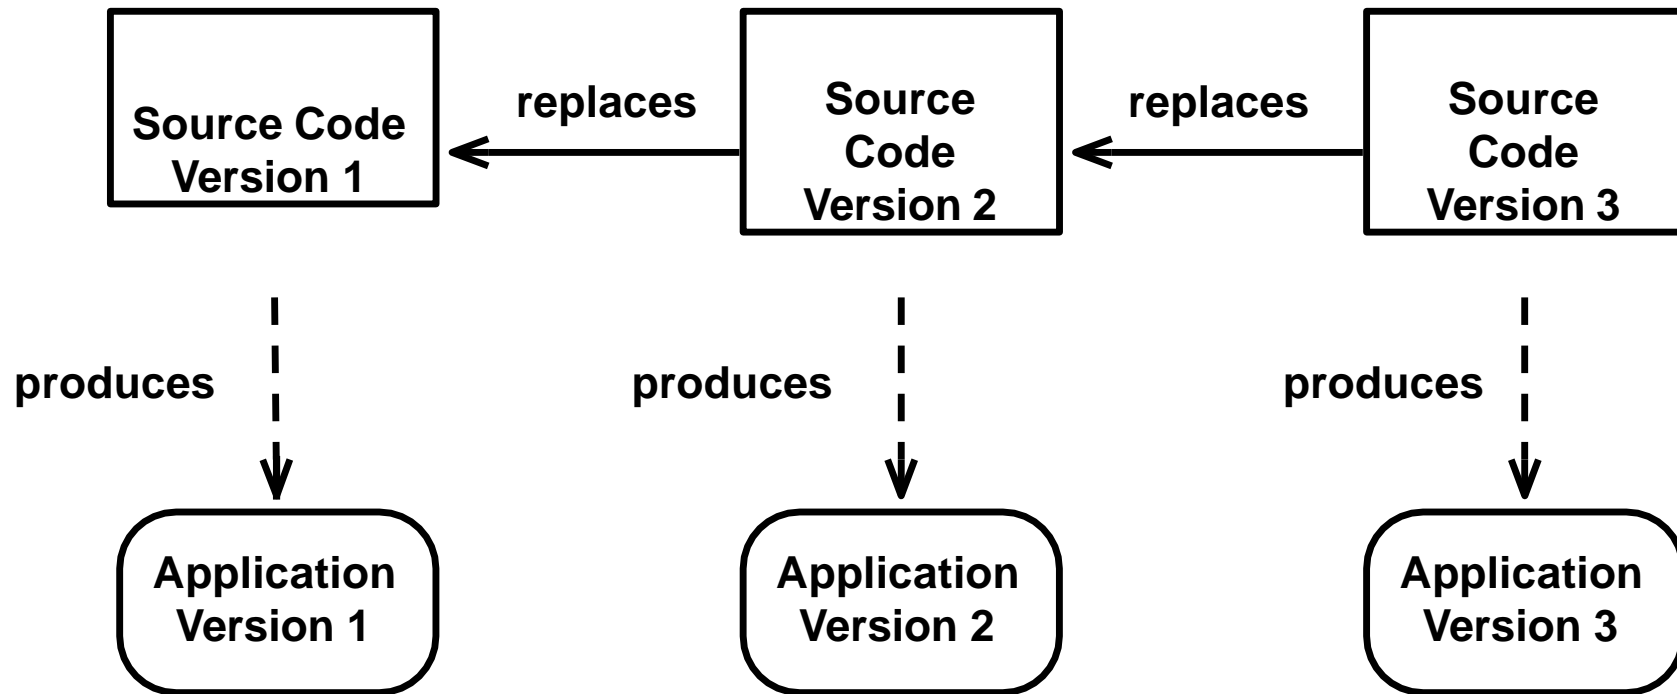 Source Code
Version 1
replaces
Source
Code
Version 2
replaces
Source
Code
Version 3
produces
produces
produces
Application
Version 1
Application
Version 2
Application
Version 3